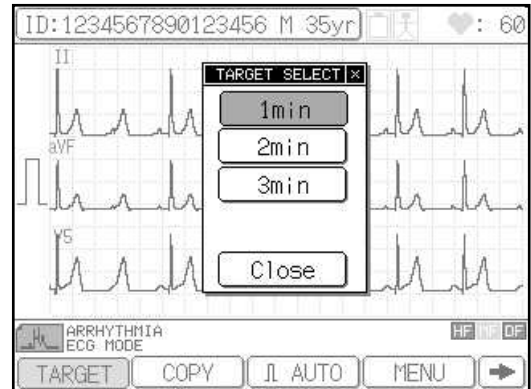 ID:1234567890123456 M 35yr : 60
II
TARGET SELECT ×
1min
2min
3min
Close
aVF
V5
ARRHYTHMIA
ECG MODE
HF MF DF
TARGET COPY AUTO MENU